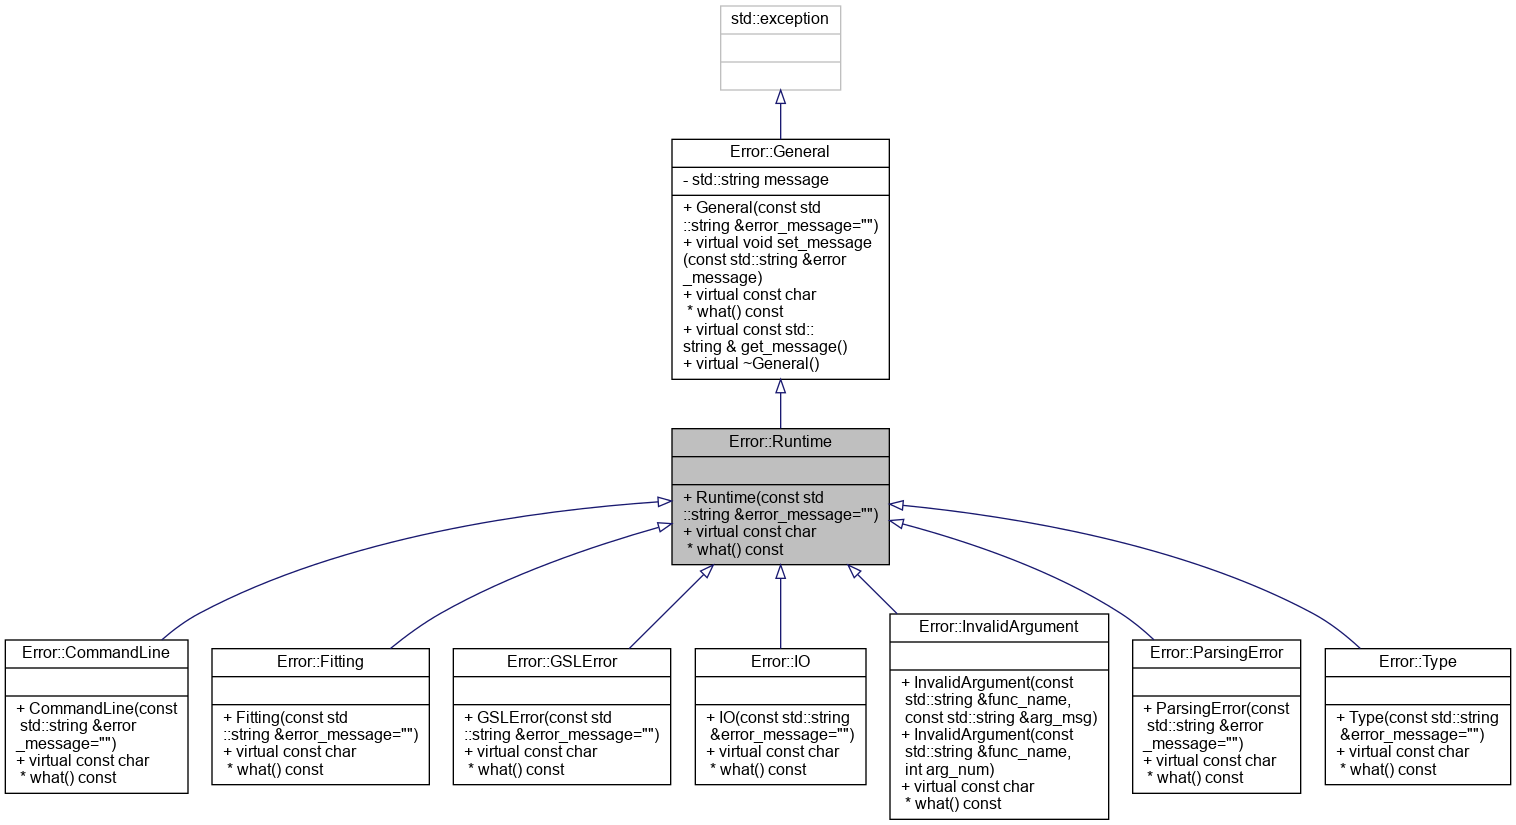 std::exception
Error::General
- std::string message
+ General(const std
::string &error_message="")
+ virtual void set_message
(const std::string &error
_message)
+ virtual const char
* what() const
+ virtual const std::
string & get_message()
+ virtual ~General()
Error::Runtime
+ Runtime(const std
::string &error_message="")
+ virtual const char
* what() const
Error::CommandLine
+ CommandLine(const
std::string &error
_message="")
+ virtual const char
* what() const
Error::Fitting
+ Fitting(const std
::string &error_message="")
+ virtual const char
* what() const
Error::GSLError
+ GSLError(const std
::string &error_message="")
+ virtual const char
* what() const
Error::IO
+ IO(const std::string
&error_message="")
+ virtual const char
* what() const
Error::InvalidArgument
+ InvalidArgument(const
std::string &func_name,
const std::string &arg_msg)
+ InvalidArgument(const
std::string &func_name,
int arg_num)
+ virtual const char
* what() const
Error::ParsingError
+ ParsingError(const
std::string &error
_message="")
+ virtual const char
* what() const
Error::Type
+ Type(const std::string
&error_message="")
+ virtual const char
* what() const